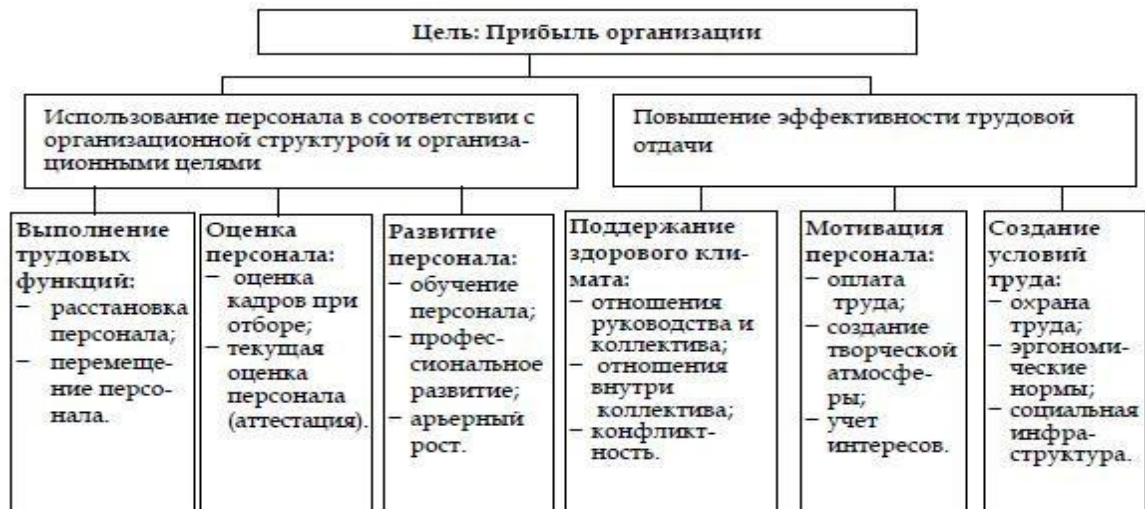 Цель: Прибыль организации
Использование персонала в соответствии с
организационной структурой и организа-
ционными целями
Повышение эффективности трудовой
отдачи
Выполнение
трудовых
функций:
– расстановка
персонала;
– перемеще-
ние персо-
нала.
Оценка
персонала:
– оценка
кадров при
отборе;
– текущая
оценка
персонала
(аттестация).
Развитие
персонала:
– обучение
персонала;
– профес-
сиональное
развитие;
– арьерный
рост.
Поддержание
здорового кли-
мата:
– отношения
руководства и
коллектива;
– отношения
внутри
коллектива;
– конфликт-
ность.
Мотивация
персонала:
– оплата
труда;
– создание
творческой
атмосфе-
ры;
– учет
интересов.
Создание
условий
труда:
– охрана
труда;
– эргономи-
ческие
нормы;
– социальная
инфра-
структура.